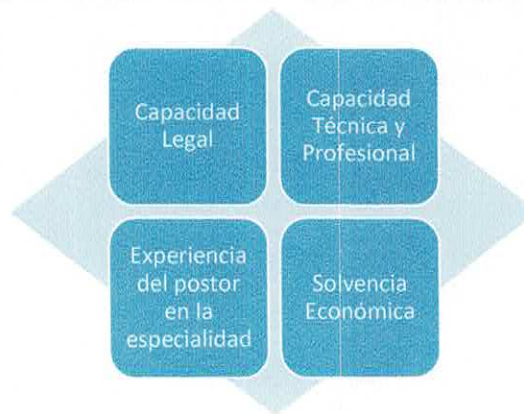 Capacidad
Legal
Capacidad
Técnica y
Profesional
Experiencia
del postor
en la
especialidad
Solvencia
Económica